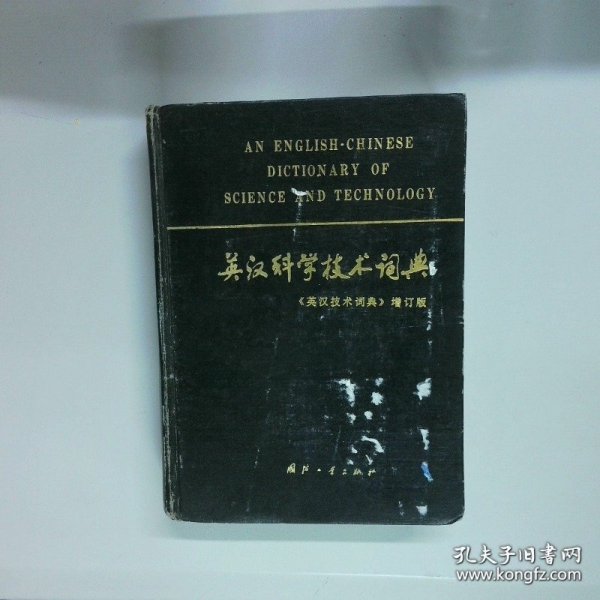 AN ENGLISH-CHINESE
DICTIONARY OF
SCIENCE AND TECHNOLOGY
英汉科学技术词典
《英汉技术词典》增订版
国防工业出版社
孔夫子旧书网
www.kongfz.com